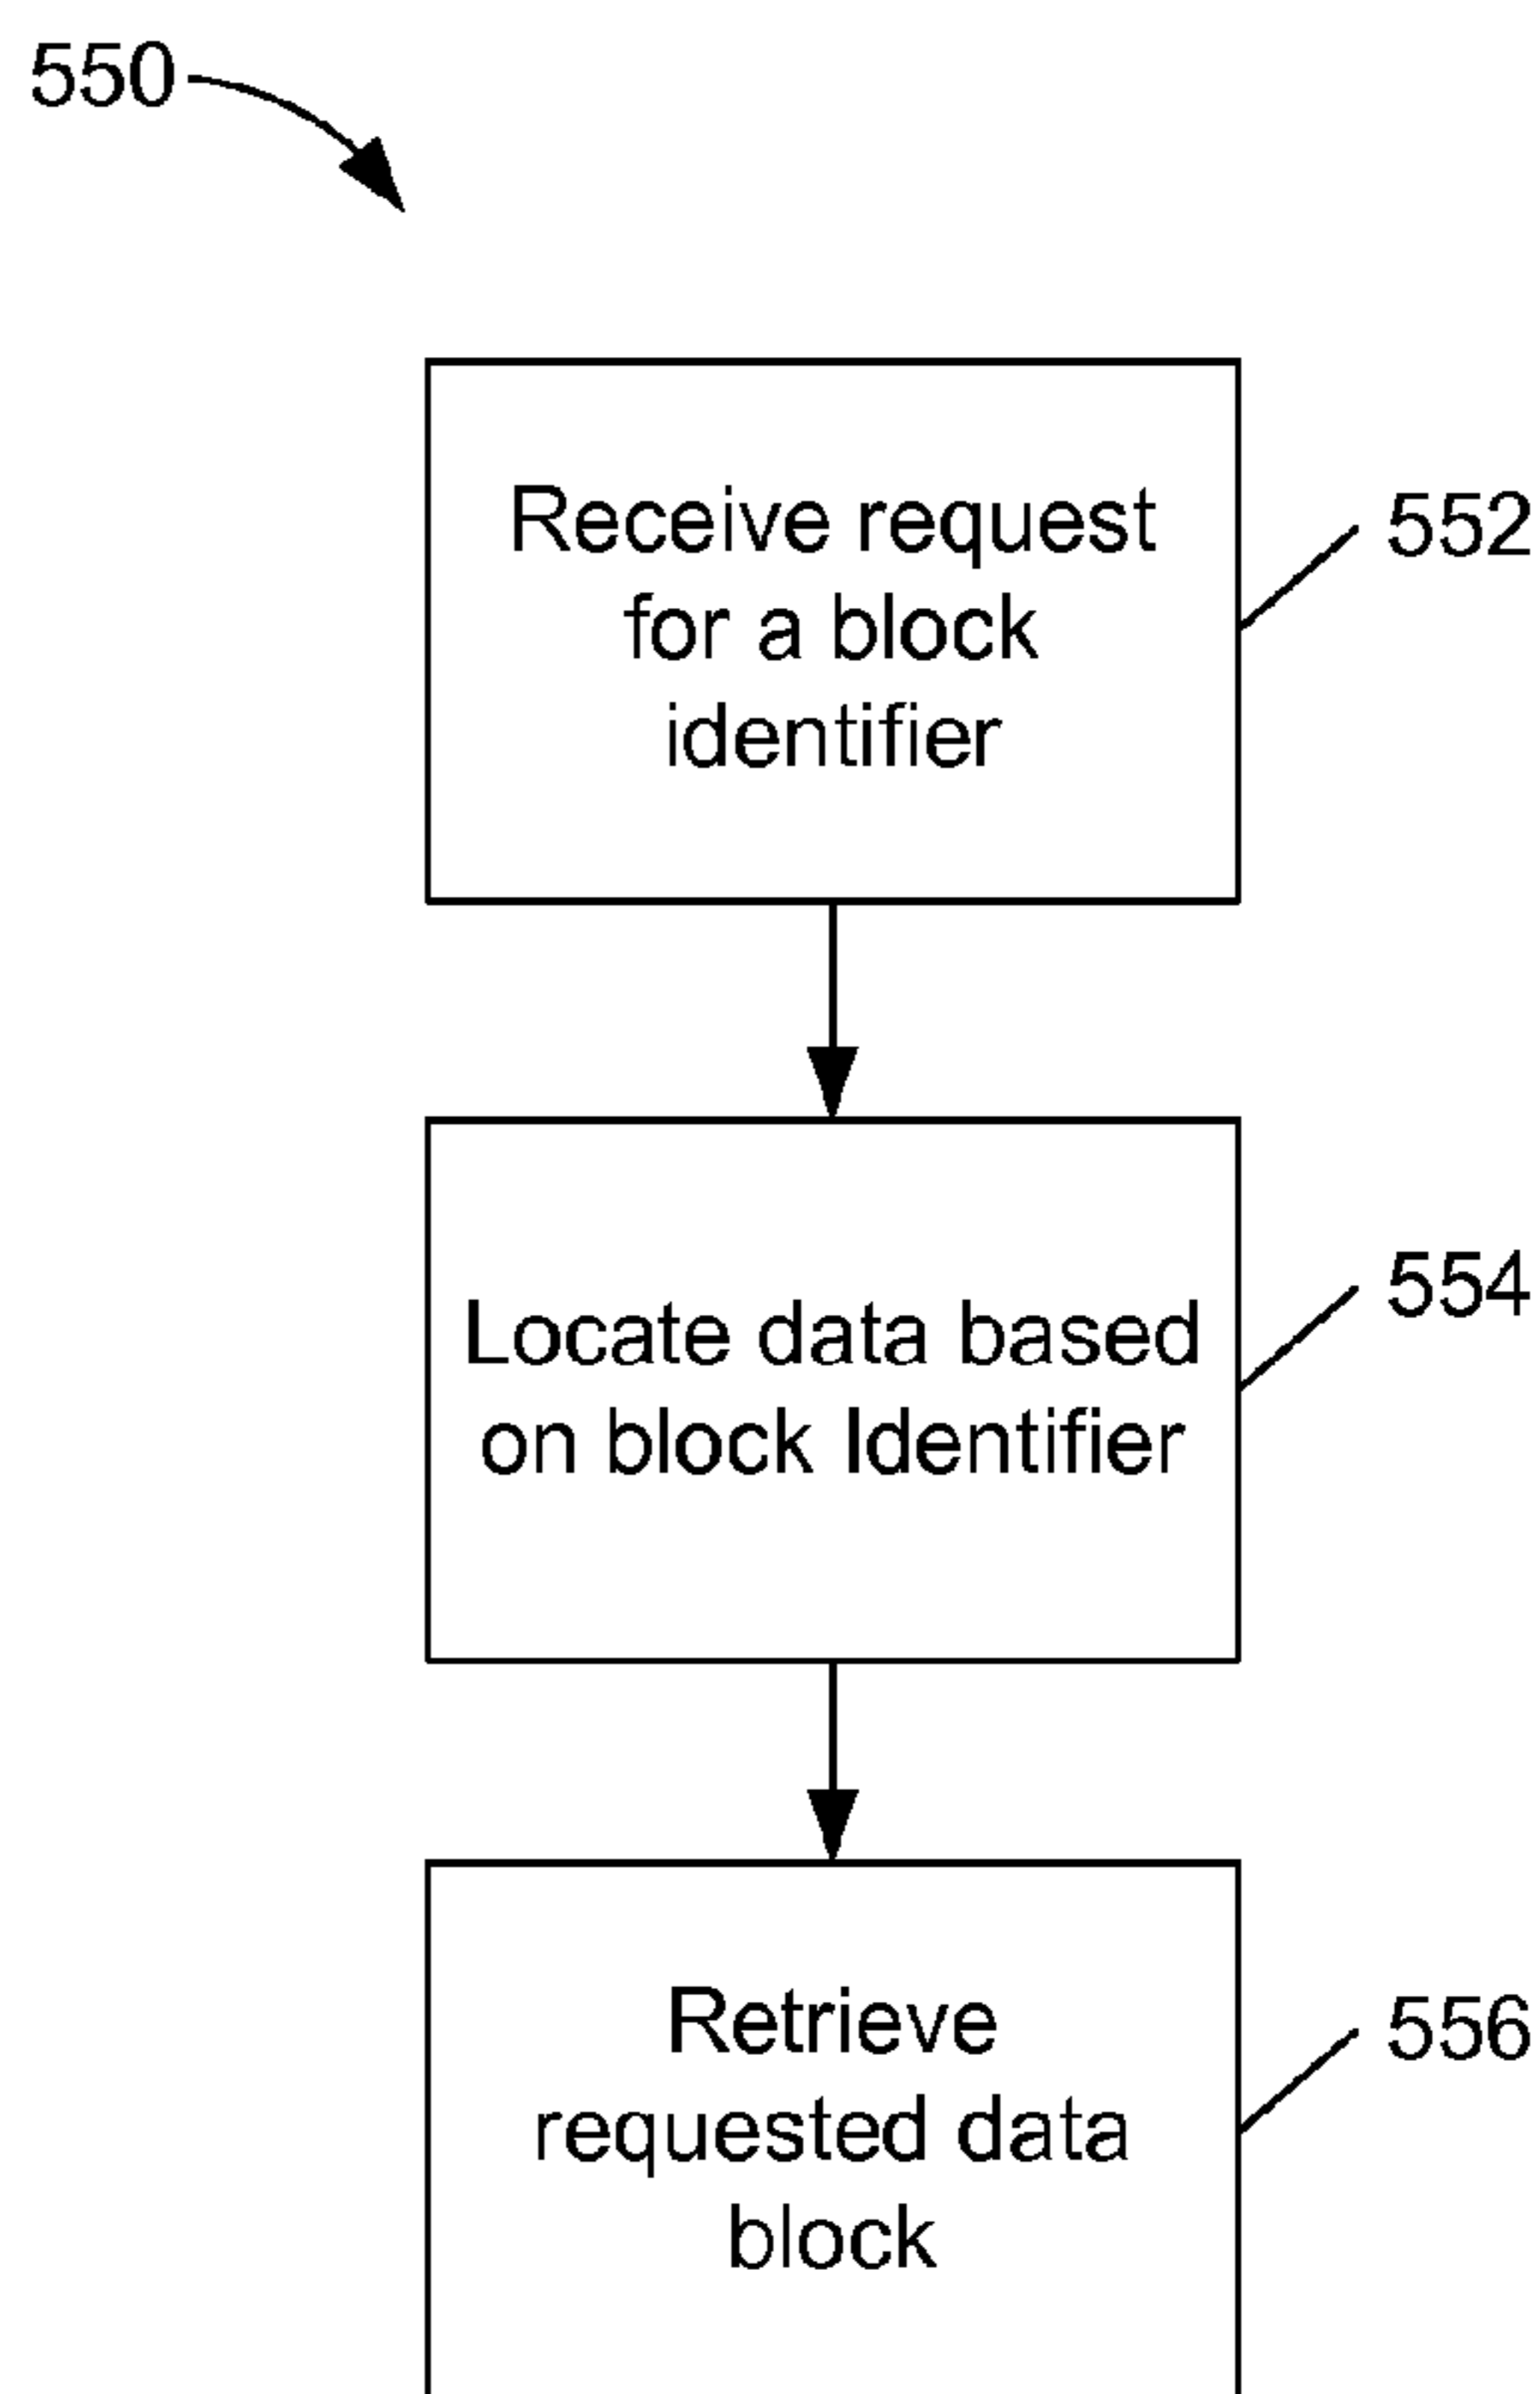 550
Receive request
for a block
identifier
552
Locate data based
on block Identifier
554
Retrieve
requested data
block
556